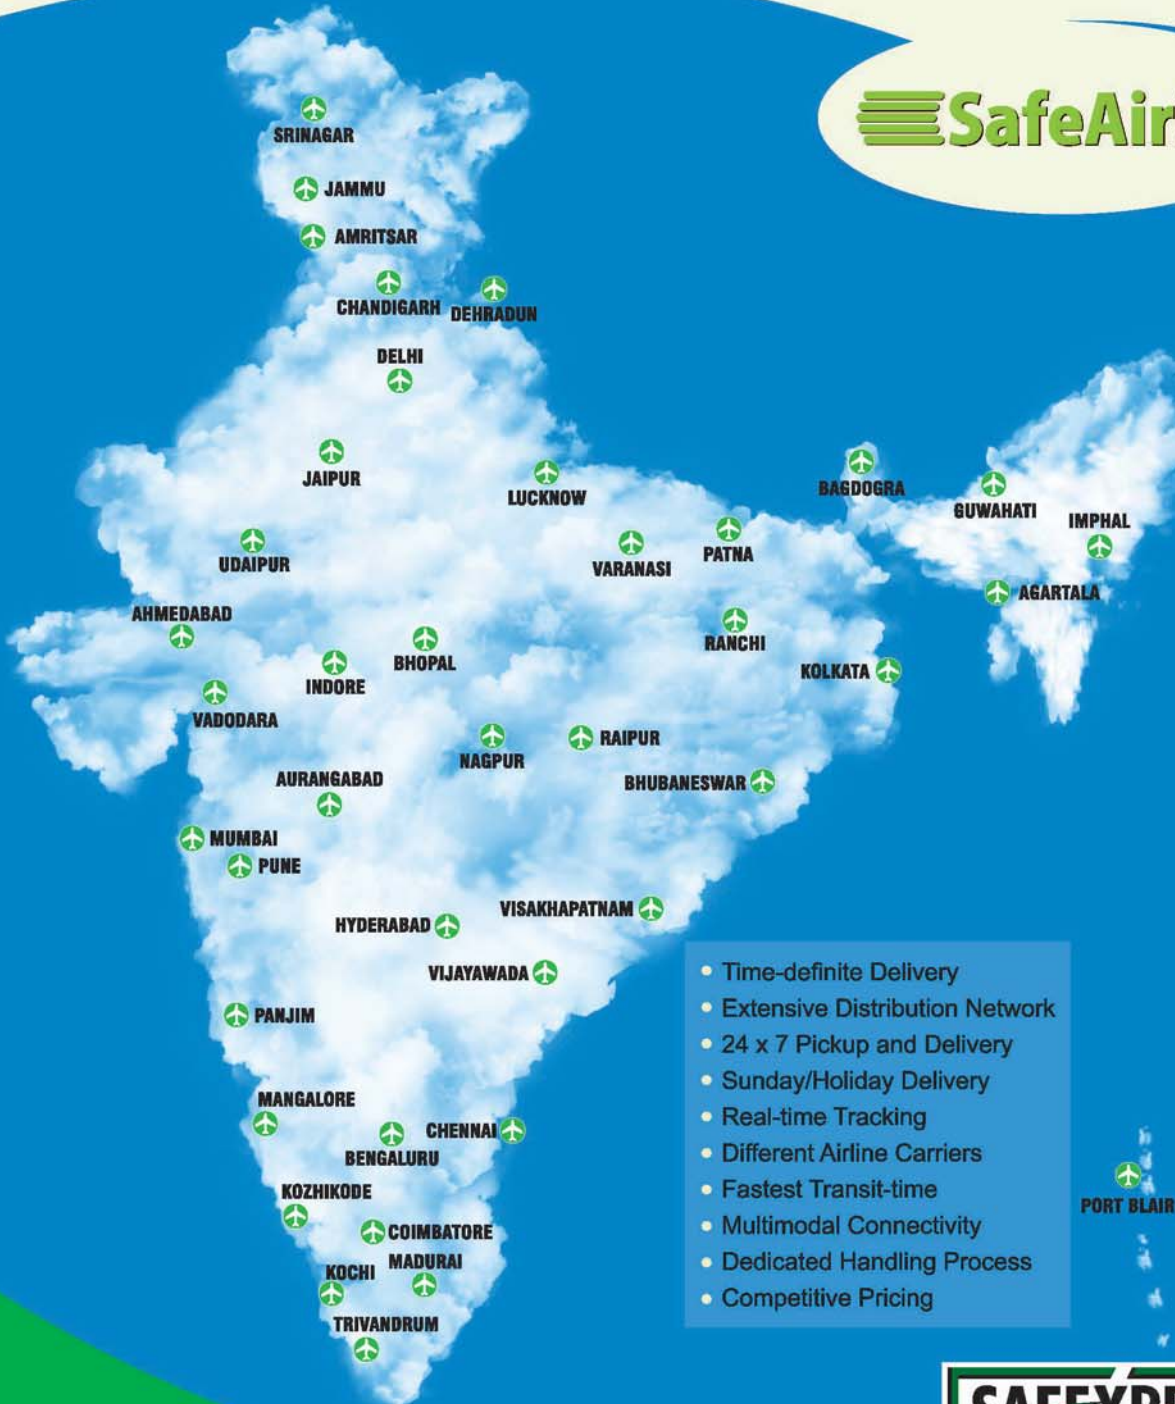 SafeAir
SRINAGAR
JAMMU
AMRITSAR
CHANDIGARH
DEHRADUN
DELHI
JAIPUR
LUCKNOW
BAGDOGRA
GUWAHATI
IMPHAL
UDAIPUR
VARANASI
PATNA
AGARTALA
AHMEDABAD
RANCHI
BHOPAL
KOLKATA
INDORE
VADODARA
NAGPUR
RAIPUR
AURANGABAD
BHUBANESWAR
MUMBAI
PUNE
VISAKHAPATNAM
HYDERABAD
VIJAYAWADA
PANJIM
MANGALORE
CHENNAI
BENGALURU
KOZHIKODE
COIMBATORE
MADURAI
KOCHI
TRIVANDRUM
• Time-definite Delivery
• Extensive Distribution Network
• 24 x 7 Pickup and Delivery
• Sunday/Holiday Delivery
• Real-time Tracking
• Different Airline Carriers
• Fastest Transit-time
• Multimodal Connectivity
• Dedicated Handling Process
• Competitive Pricing
PORT BLAIR